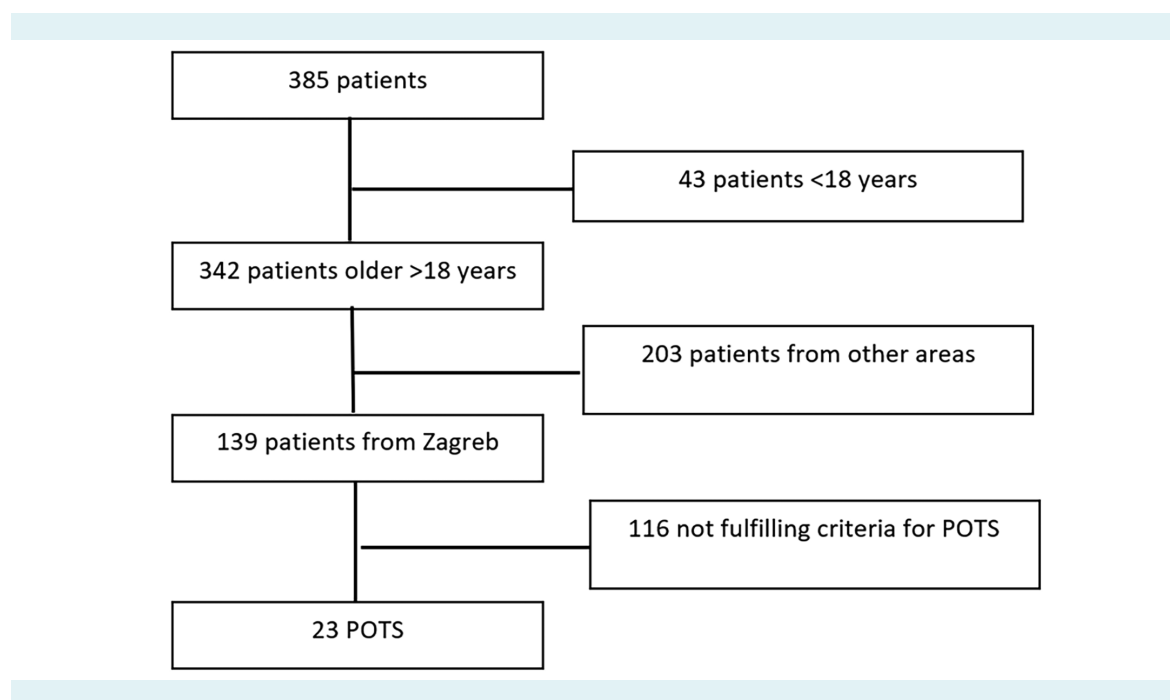 385 patients
43 patients <18 years
342 patients older >18 years
203 patients from other areas
139 patients from Zagreb
116 not fulfilling criteria for POTS
23 POTS